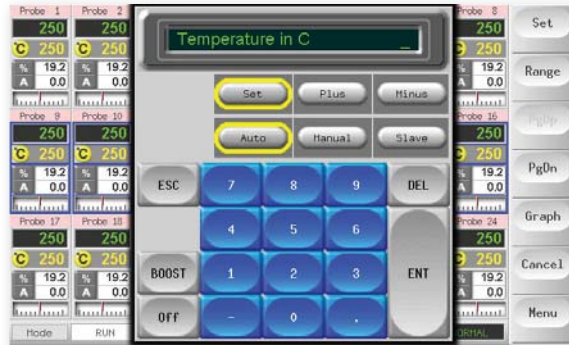 Probe 1 Probe 2 Probe 8 Set
250 250 250
°C 250 °C 250 250
% 19.2 % 19.2 19.2 Range
A 0.0 A 0.0 0.0
Temperature in C _
Set Plus Minus
Probe 9 Probe 10 Probe 16 PgUp
250 250 250
Auto Manual Slave
°C 250 °C 250 250
% 19.2 % 19.2 19.2 PgDn
A 0.0 A 0.0 0.0
ESC 7 8 9 DEL
Probe 17 Probe 18 Probe 24 Graph
250 250 250
4 5 6
°C 250 °C 250 250
% 19.2 % 19.2 19.2 Cancel
A 0.0 A 0.0 0.0
BOOST 1 2 3 ENT
Off - 0 . Menu
Mode RUN